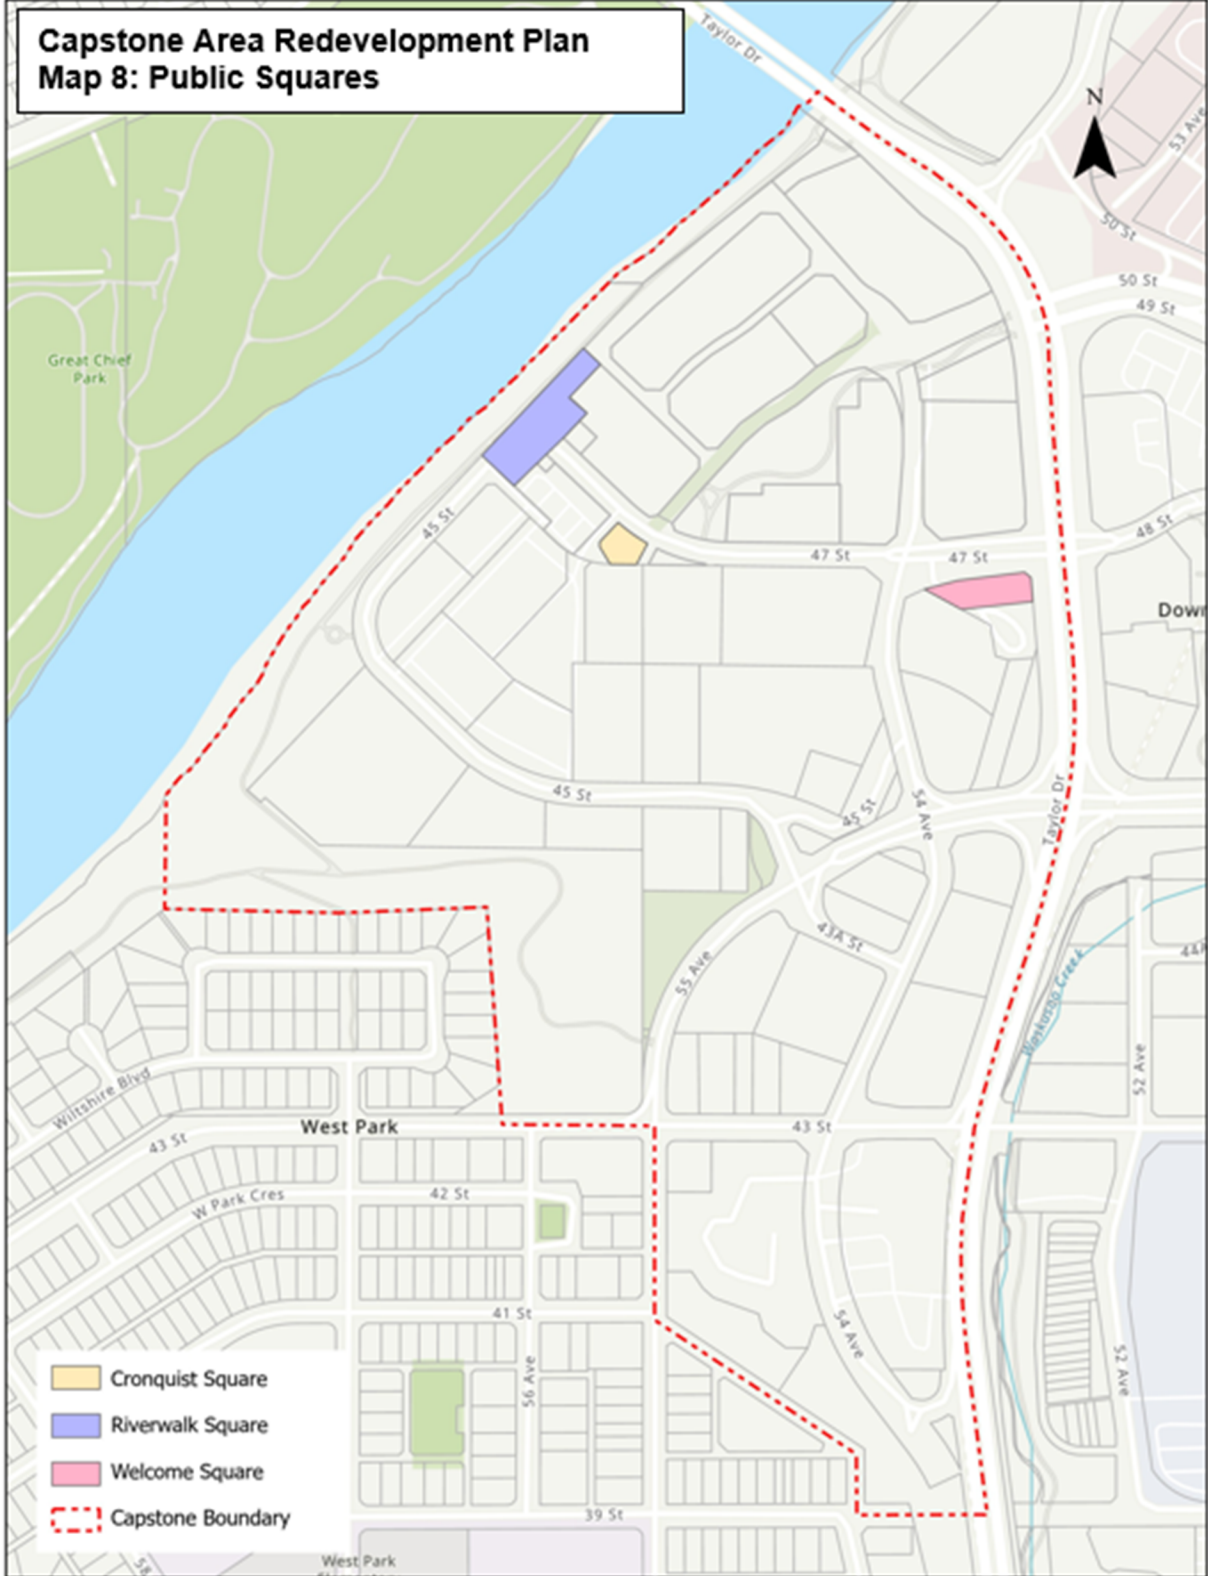 Capstone Area Redevelopment Plan
Map 8: Public Squares
Taylor Dr
N
53 Ave
50 St
50 St
49 St
Great Chief
Park
45 St
47 St
47 St
48 St
Dow
45 St
45 St
54 Ave
Taylor Dr
43A St
55 Ave
44A
Waskasoo Creek
52 Ave
Wiltshire Blvd
West Park
43 St
43 St
42 St
W Park Cres
41 St
54 Ave
52 Ave
56 Ave
Cronquist Square
Riverwalk Square
Welcome Square
Capstone Boundary
39 St
58
West Park